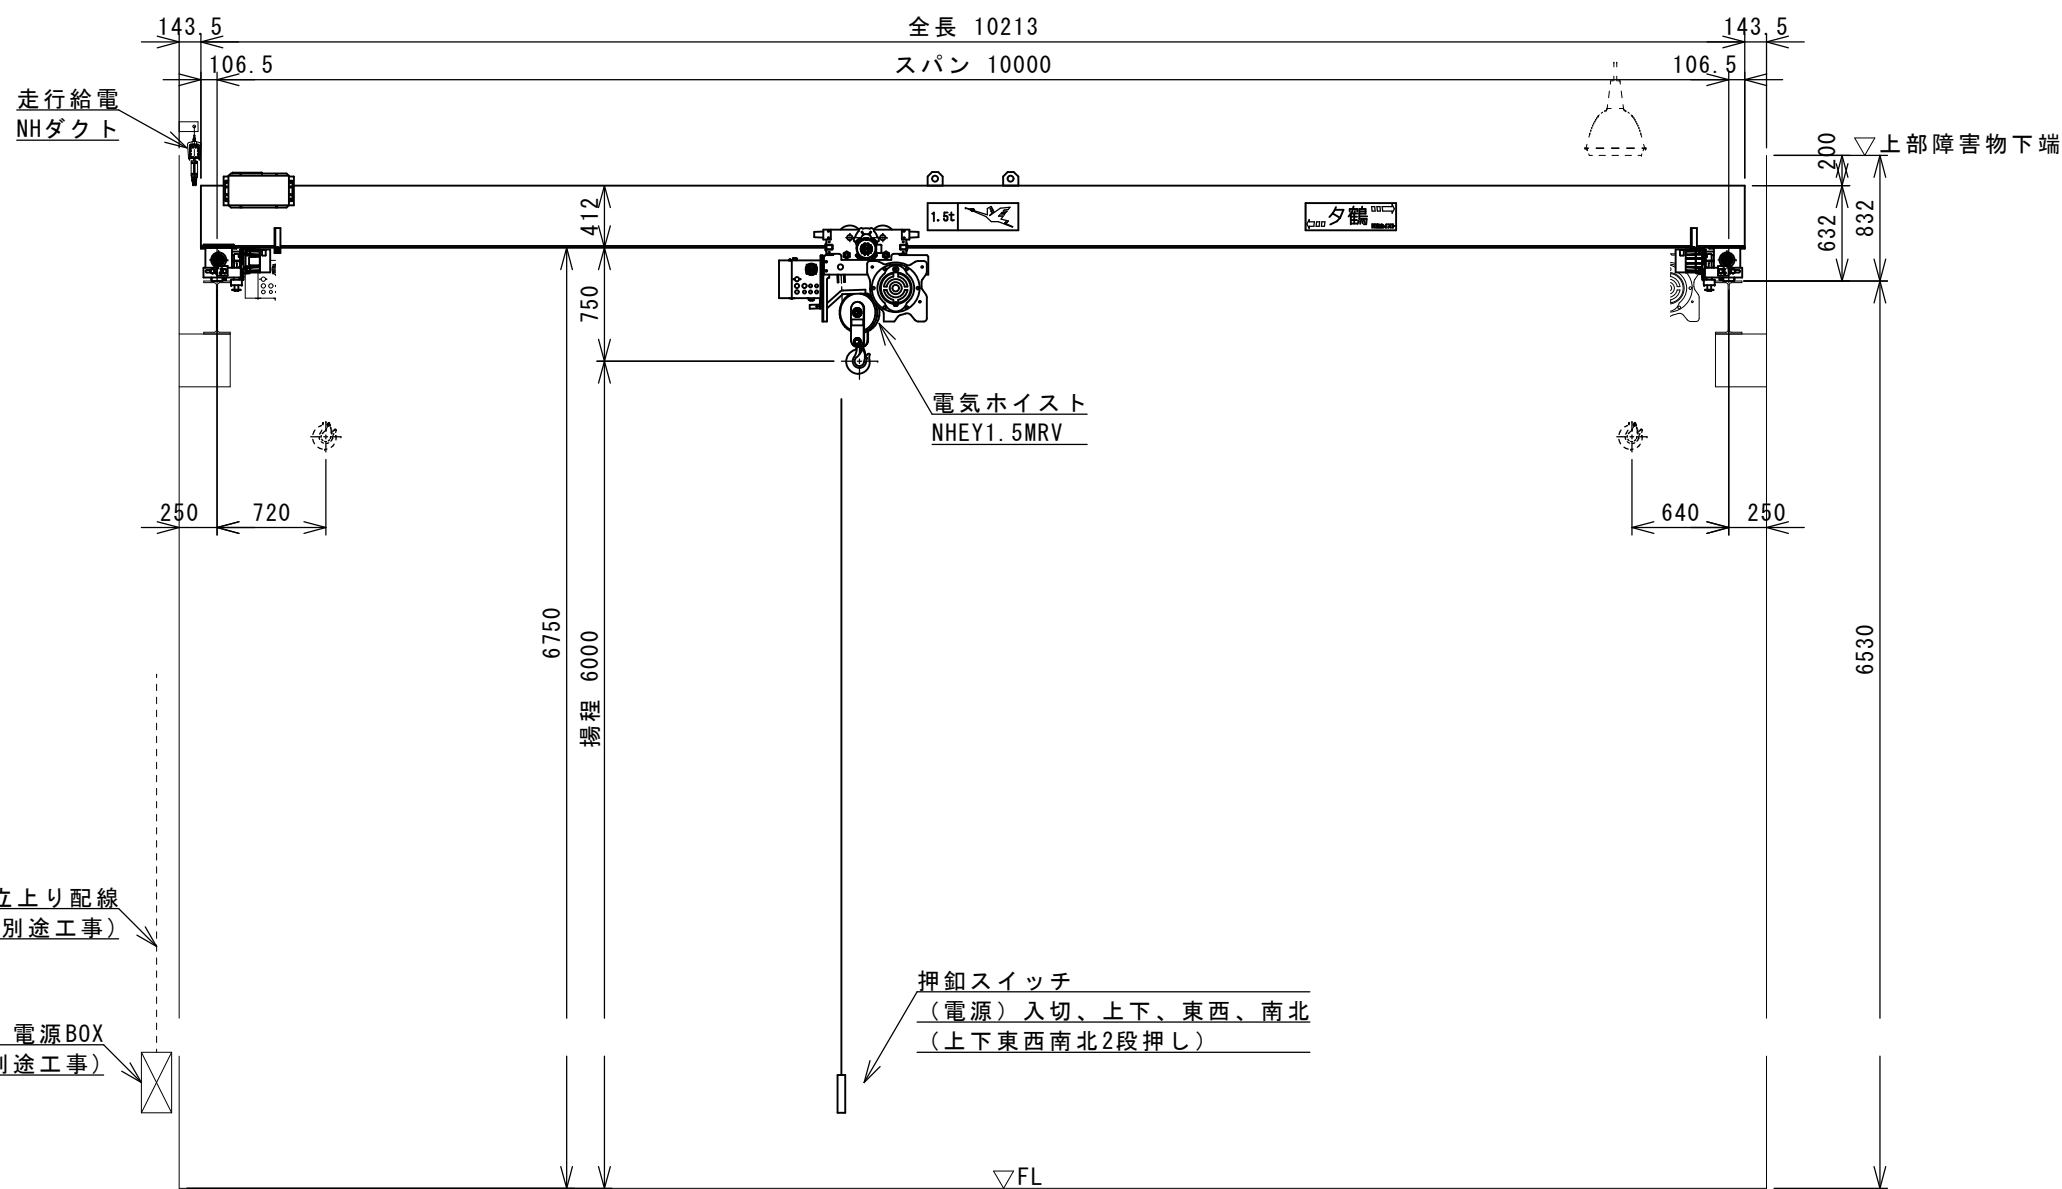 143.5
全長 10213
143.5
106.5
スパン 10000
106.5
走行給電
NHダクト
200
▽上部障害物下端
412
1.5t
夕鶴
632
832
750
電気ホイスト
NHEY1.5MRV
250
720
640
250
6750
揚程 6000
6530
立上り配線
別途工事)
押釦スイッチ
(電源)入切、上下、東西、南北
(上下東西南北2段押し)
電源BOX
別途工事)
▽FL